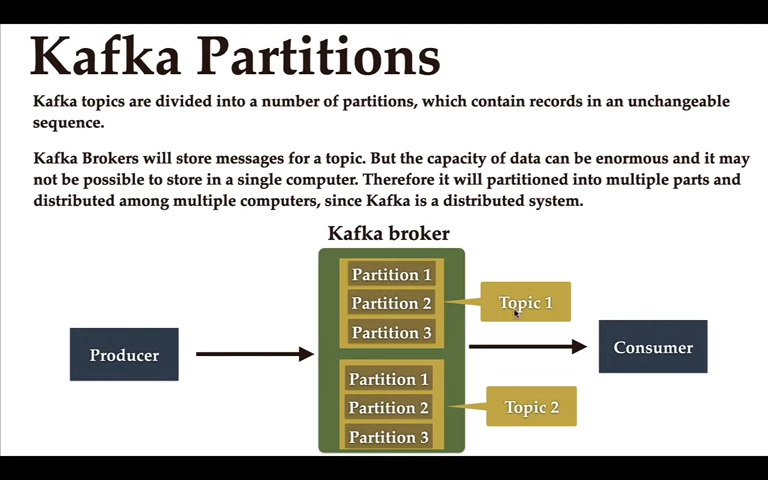 Kafka Partitions
Kafka topics are divided into a number of partitions, which contain records in an unchangeable
sequence.
Kafka Brokers will store messages for a topic. But the capacity of data can be enormous and it may
not be possible to store in a single computer. Therefore it will partitioned into multiple parts and
distributed among multiple computers, since Kafka is a distributed system.
Kafka broker
Partition 1
Partition 2
Partition 3
Topic 1
Producer
Consumer
Partition 1
Partition 2
Partition 3
Topic 2